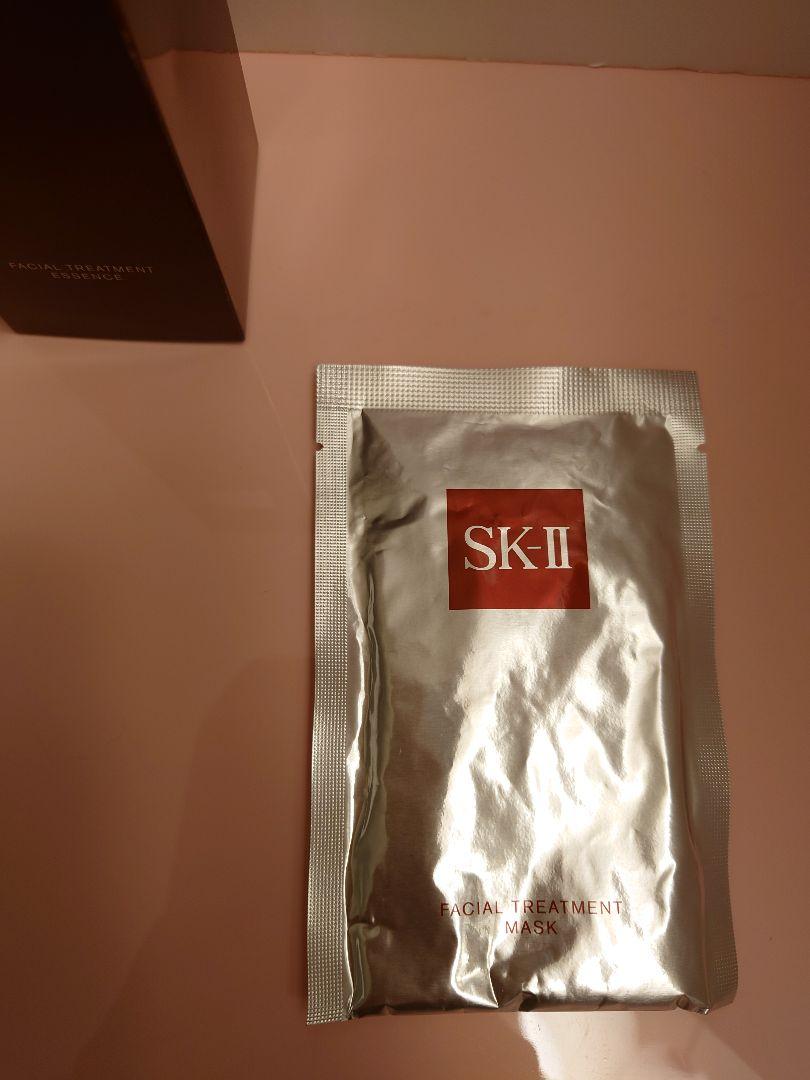 FACIAL TREATMENT
ESSENCE
SK-II
FACIAL TREATMENT
MASK